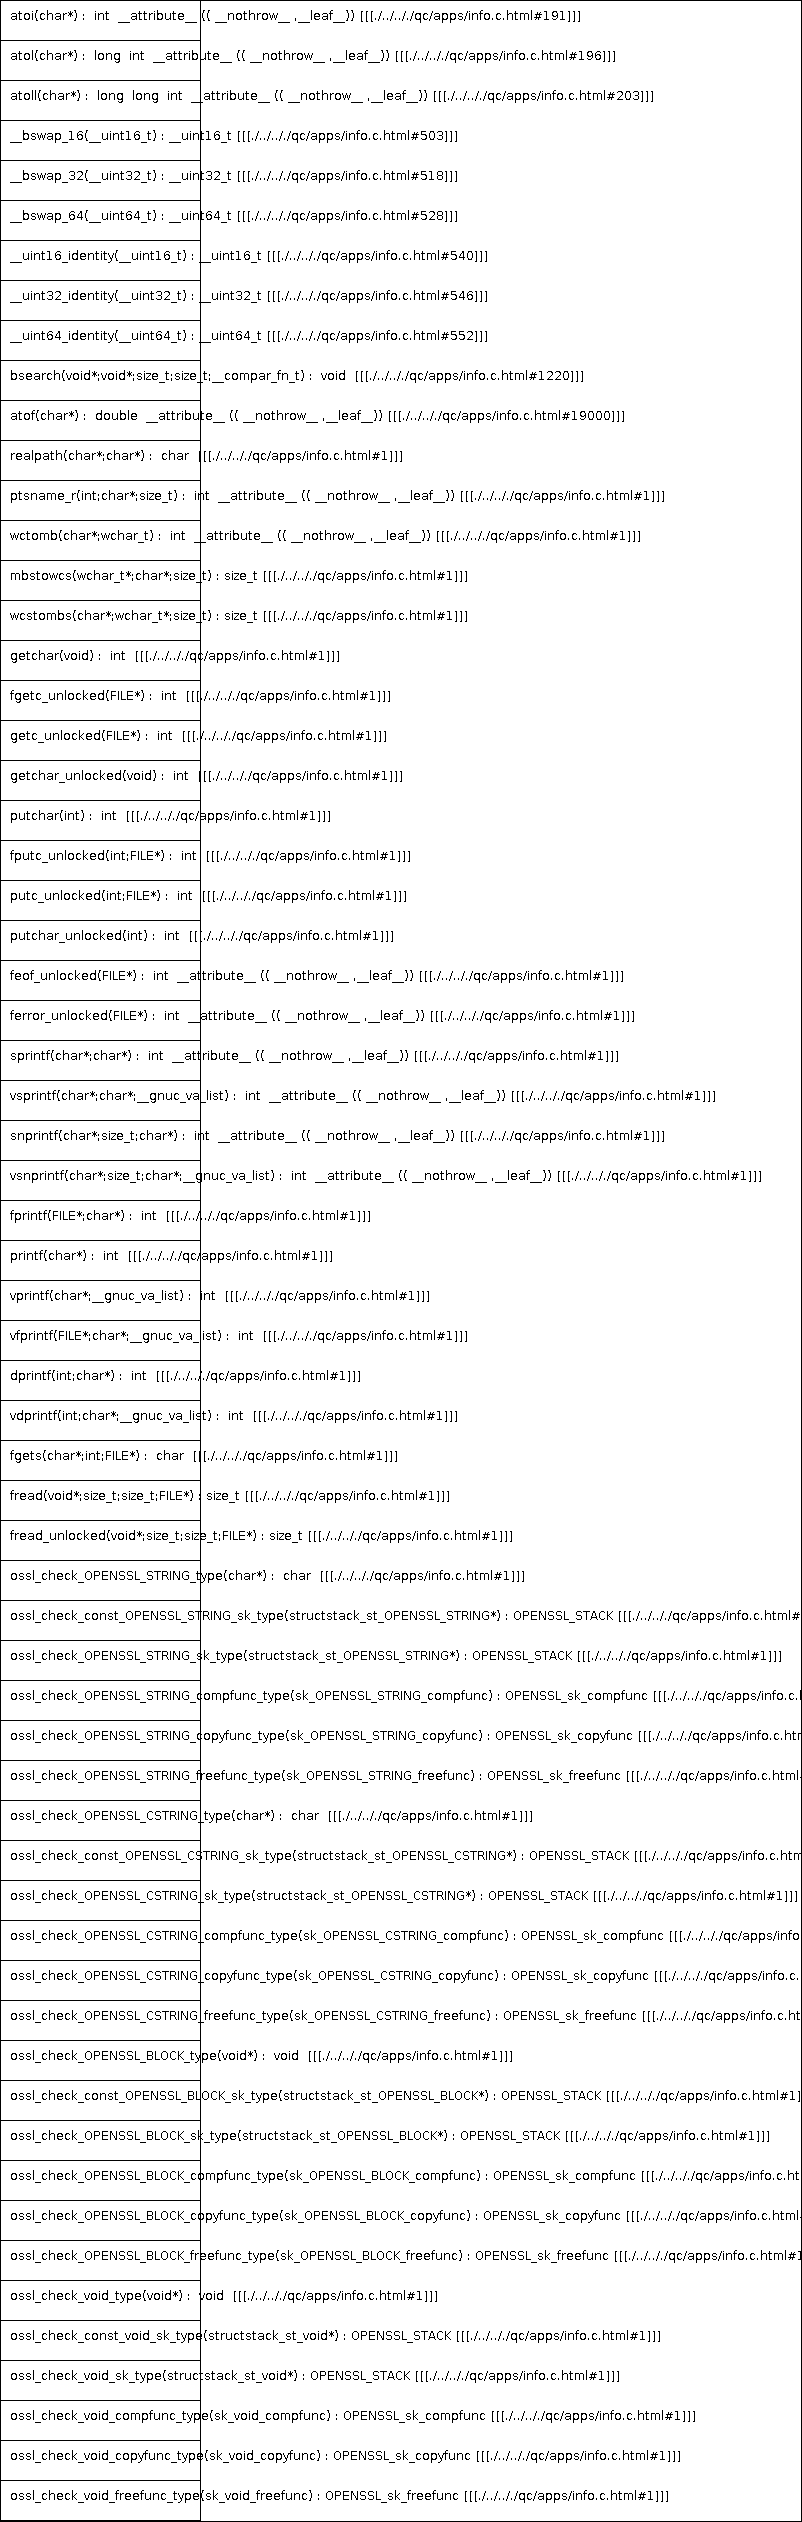 atoi(char*) :  int  __attribute__ (( __nothrow__ ,__leaf__)) [[[./../.././qc/apps/info.c.html#191]]]
atol(char*) :  long  int  __attribute__ (( __nothrow__ ,__leaf__)) [[[./../.././qc/apps/info.c.html#196]]]
atoll(char*) :  long  long  int  __attribute__ (( __nothrow__ ,__leaf__)) [[[./../.././qc/apps/info.c.html#203]]]
__bswap_16(__uint16_t) : __uint16_t [[[./../.././qc/apps/info.c.html#503]]]
__bswap_32(__uint32_t) : __uint32_t [[[./../.././qc/apps/info.c.html#518]]]
__bswap_64(__uint64_t) : __uint64_t [[[./../.././qc/apps/info.c.html#528]]]
__uint16_identity(__uint16_t) : __uint16_t [[[./../.././qc/apps/info.c.html#540]]]
__uint32_identity(__uint32_t) : __uint32_t [[[./../.././qc/apps/info.c.html#546]]]
__uint64_identity(__uint64_t) : __uint64_t [[[./../.././qc/apps/info.c.html#552]]]
bsearch(void*;void*;size_t;size_t;__compar_fn_t) :  void  [[[./../.././qc/apps/info.c.html#1220]]]
atof(char*) :  double  __attribute__ (( __nothrow__ ,__leaf__)) [[[./../.././qc/apps/info.c.html#19000]]]
realpath(char*;char*) :  char  [[[./../.././qc/apps/info.c.html#1]]]
ptsname_r(int;char*;size_t) :  int  __attribute__ (( __nothrow__ ,__leaf__)) [[[./../.././qc/apps/info.c.html#1]]]
wctomb(char*;wchar_t) :  int  __attribute__ (( __nothrow__ ,__leaf__)) [[[./../.././qc/apps/info.c.html#1]]]
mbstowcs(wchar_t*;char*;size_t) : size_t [[[./../.././qc/apps/info.c.html#1]]]
wcstombs(char*;wchar_t*;size_t) : size_t [[[./../.././qc/apps/info.c.html#1]]]
getchar(void) :  int  [[[./../.././qc/apps/info.c.html#1]]]
fgetc_unlocked(FILE*) :  int  [[[./../.././qc/apps/info.c.html#1]]]
getc_unlocked(FILE*) :  int  [[[./../.././qc/apps/info.c.html#1]]]
getchar_unlocked(void) :  int  [[[./../.././qc/apps/info.c.html#1]]]
putchar(int) :  int  [[[./../.././qc/apps/info.c.html#1]]]
fputc_unlocked(int;FILE*) :  int  [[[./../.././qc/apps/info.c.html#1]]]
putc_unlocked(int;FILE*) :  int  [[[./../.././qc/apps/info.c.html#1]]]
putchar_unlocked(int) :  int  [[[./../.././qc/apps/info.c.html#1]]]
feof_unlocked(FILE*) :  int  __attribute__ (( __nothrow__ ,__leaf__)) [[[./../.././qc/apps/info.c.html#1]]]
ferror_unlocked(FILE*) :  int  __attribute__ (( __nothrow__ ,__leaf__)) [[[./../.././qc/apps/info.c.html#1]]]
sprintf(char*;char*) :  int  __attribute__ (( __nothrow__ ,__leaf__)) [[[./../.././qc/apps/info.c.html#1]]]
vsprintf(char*;char*;__gnuc_va_list) :  int  __attribute__ (( __nothrow__ ,__leaf__)) [[[./../.././qc/apps/info.c.html#1]]]
snprintf(char*;size_t;char*) :  int  __attribute__ (( __nothrow__ ,__leaf__)) [[[./../.././qc/apps/info.c.html#1]]]
vsnprintf(char*;size_t;char*;__gnuc_va_list) :  int  __attribute__ (( __nothrow__ ,__leaf__)) [[[./../.././qc/apps/info.c.html#1]]]
fprintf(FILE*;char*) :  int  [[[./../.././qc/apps/info.c.html#1]]]
printf(char*) :  int  [[[./../.././qc/apps/info.c.html#1]]]
vprintf(char*;__gnuc_va_list) :  int  [[[./../.././qc/apps/info.c.html#1]]]
vfprintf(FILE*;char*;__gnuc_va_list) :  int  [[[./../.././qc/apps/info.c.html#1]]]
dprintf(int;char*) :  int  [[[./../.././qc/apps/info.c.html#1]]]
vdprintf(int;char*;__gnuc_va_list) :  int  [[[./../.././qc/apps/info.c.html#1]]]
fgets(char*;int;FILE*) :  char  [[[./../.././qc/apps/info.c.html#1]]]
fread(void*;size_t;size_t;FILE*) : size_t [[[./../.././qc/apps/info.c.html#1]]]
fread_unlocked(void*;size_t;size_t;FILE*) : size_t [[[./../.././qc/apps/info.c.html#1]]]
ossl_check_OPENSSL_STRING_type(char*) :  char  [[[./../.././qc/apps/info.c.html#1]]]
ossl_check_const_OPENSSL_STRING_sk_type(structstack_st_OPENSSL_STRING*) : OPENSSL_STACK [[[./../.././qc/apps/info.c.html#
ossl_check_OPENSSL_STRING_sk_type(structstack_st_OPENSSL_STRING*) : OPENSSL_STACK [[[./../.././qc/apps/info.c.html#1]]]
ossl_check_OPENSSL_STRING_compfunc_type(sk_OPENSSL_STRING_compfunc) : OPENSSL_sk_compfunc [[[./../.././qc/apps/info.c.
ossl_check_OPENSSL_STRING_copyfunc_type(sk_OPENSSL_STRING_copyfunc) : OPENSSL_sk_copyfunc [[[./../.././qc/apps/info.c.htm
ossl_check_OPENSSL_STRING_freefunc_type(sk_OPENSSL_STRING_freefunc) : OPENSSL_sk_freefunc [[[./../.././qc/apps/info.c.html
ossl_check_OPENSSL_CSTRING_type(char*) :  char  [[[./../.././qc/apps/info.c.html#1]]]
ossl_check_const_OPENSSL_CSTRING_sk_type(structstack_st_OPENSSL_CSTRING*) : OPENSSL_STACK [[[./../.././qc/apps/info.c.htm
ossl_check_OPENSSL_CSTRING_sk_type(structstack_st_OPENSSL_CSTRING*) : OPENSSL_STACK [[[./../.././qc/apps/info.c.html#1]]]
ossl_check_OPENSSL_CSTRING_compfunc_type(sk_OPENSSL_CSTRING_compfunc) : OPENSSL_sk_compfunc [[[./../.././qc/apps/info
ossl_check_OPENSSL_CSTRING_copyfunc_type(sk_OPENSSL_CSTRING_copyfunc) : OPENSSL_sk_copyfunc [[[./../.././qc/apps/info.c.
ossl_check_OPENSSL_CSTRING_freefunc_type(sk_OPENSSL_CSTRING_freefunc) : OPENSSL_sk_freefunc [[[./../.././qc/apps/info.c.ht
ossl_check_OPENSSL_BLOCK_type(void*) :  void  [[[./../.././qc/apps/info.c.html#1]]]
ossl_check_const_OPENSSL_BLOCK_sk_type(structstack_st_OPENSSL_BLOCK*) : OPENSSL_STACK [[[./../.././qc/apps/info.c.html#1]
ossl_check_OPENSSL_BLOCK_sk_type(structstack_st_OPENSSL_BLOCK*) : OPENSSL_STACK [[[./../.././qc/apps/info.c.html#1]]]
ossl_check_OPENSSL_BLOCK_compfunc_type(sk_OPENSSL_BLOCK_compfunc) : OPENSSL_sk_compfunc [[[./../.././qc/apps/info.c.ht
ossl_check_OPENSSL_BLOCK_copyfunc_type(sk_OPENSSL_BLOCK_copyfunc) : OPENSSL_sk_copyfunc [[[./../.././qc/apps/info.c.html
ossl_check_OPENSSL_BLOCK_freefunc_type(sk_OPENSSL_BLOCK_freefunc) : OPENSSL_sk_freefunc [[[./../.././qc/apps/info.c.html#1
ossl_check_void_type(void*) :  void  [[[./../.././qc/apps/info.c.html#1]]]
ossl_check_const_void_sk_type(structstack_st_void*) : OPENSSL_STACK [[[./../.././qc/apps/info.c.html#1]]]
ossl_check_void_sk_type(structstack_st_void*) : OPENSSL_STACK [[[./../.././qc/apps/info.c.html#1]]]
ossl_check_void_compfunc_type(sk_void_compfunc) : OPENSSL_sk_compfunc [[[./../.././qc/apps/info.c.html#1]]]
ossl_check_void_copyfunc_type(sk_void_copyfunc) : OPENSSL_sk_copyfunc [[[./../.././qc/apps/info.c.html#1]]]
ossl_check_void_freefunc_type(sk_void_freefunc) : OPENSSL_sk_freefunc [[[./../.././qc/apps/info.c.html#1]]]